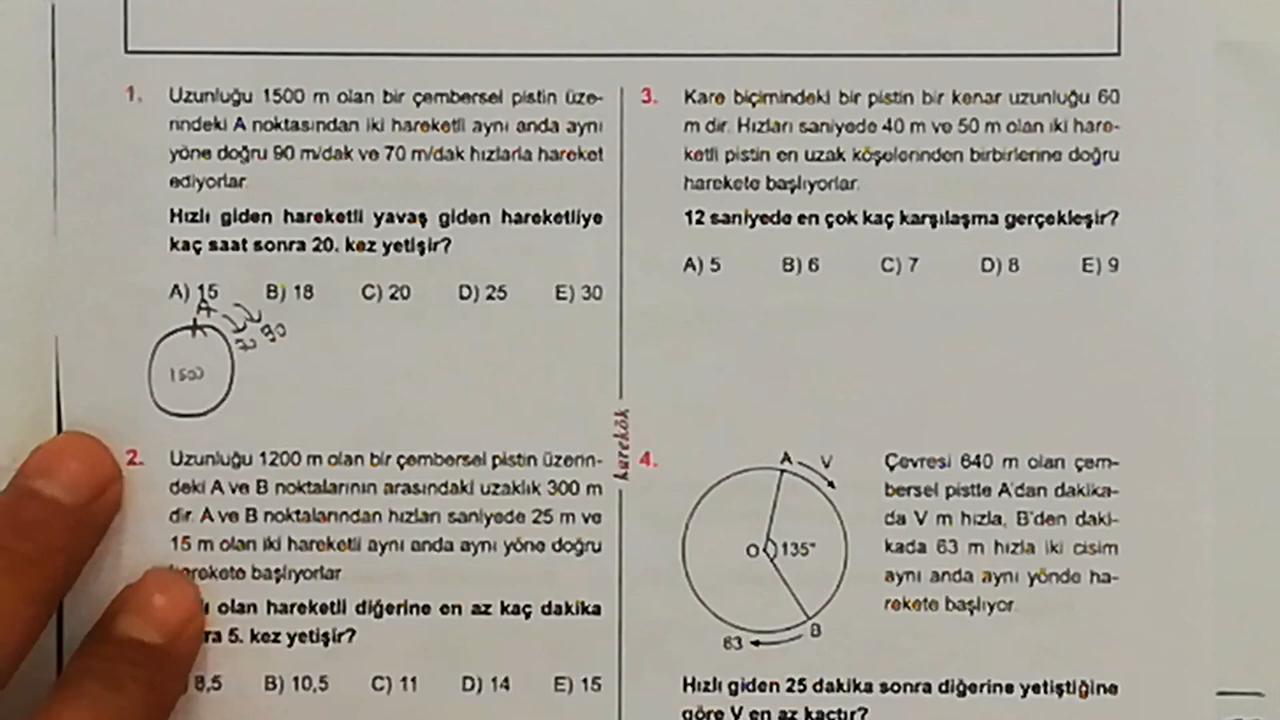 1. Uzunluğu 1500 m olan bir çembersel pistin üze-
rindeki A noktasından iki hareketli aynı anda aynı
yöne doğru 90 m/dak ve 70 m/dak hızlarla hareket
ediyorlar.
Hızlı giden hareketli yavaş giden hareketliye
kaç saat sonra 20. kez yetişir?
A) 15 B) 18 C) 20 D) 25 E) 30
A
90
1500
2. Uzunluğu 1200 m olan bir çembersel pistin üzerin-
deki A ve B noktalarının arasındaki uzaklık 300 m
dir. A ve B noktalarından hızları saniyede 25 m ve
15 m olan iki hareketli aynı anda aynı yöne doğru
harekete başlıyorlar.
olan hareketli diğerine en az kaç dakika
ra 5. kez yetişir?
8,5 B) 10,5 C) 11 D) 14 E) 15
karekök
3. Kare biçimindeki bir pistin bir kenar uzunluğu 60
m dir. Hızları saniyede 40 m ve 50 m olan iki hare-
ketli pistin en uzak köşelerinden birbirlerine doğru
harekete başlıyorlar.
12 saniyede en çok kaç karşılaşma gerçekleşir?
A) 5 B) 6 C) 7 D) 8 E) 9
4. A V
O 135°
B
63
Çevresi 640 m olan çem-
bersel pistte A'dan dakika-
da V m hızla, B'den daki-
kada 63 m hızla iki cisim
aynı anda aynı yönde ha-
rekete başlıyor.
Hızlı giden 25 dakika sonra diğerine yetiştiğine
göre V en az kaçtır?